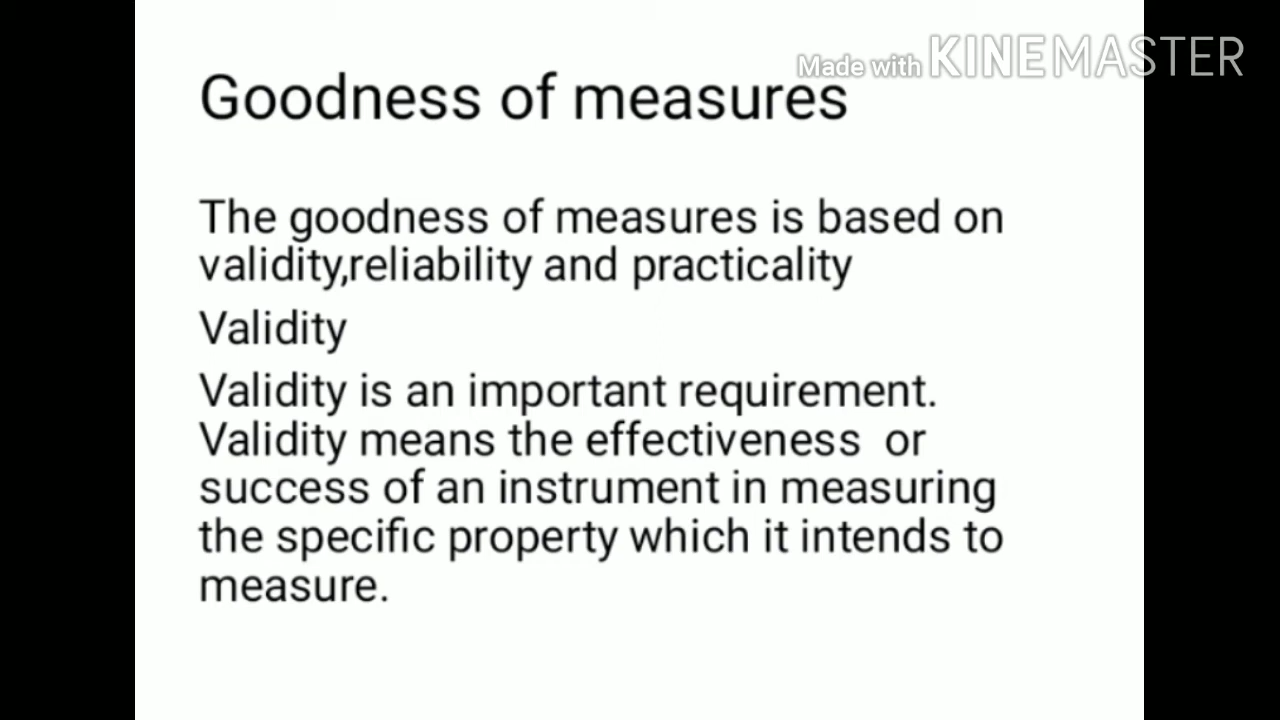 Made with KINEMASTER
Goodness of measures
The goodness of measures is based on
validity,reliability and practicality
Validity
Validity is an important requirement.
Validity means the effectiveness  or
success of an instrument in measuring
the specific property which it intends to
measure.